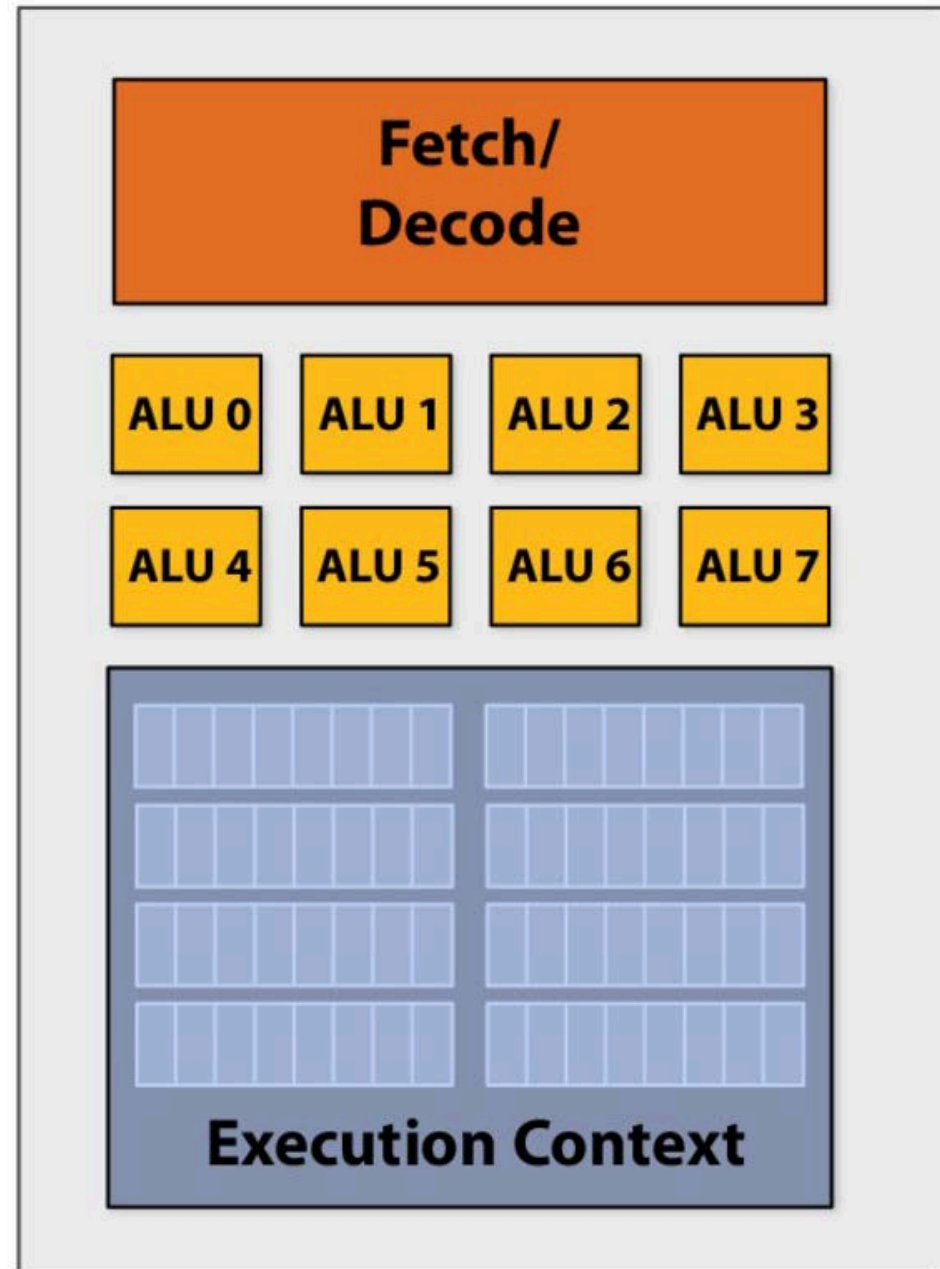 Fetch/
Decode
ALU 0 ALU 1 ALU 2 ALU 3
ALU 4 ALU 5 ALU 6 ALU 7
Execution Context